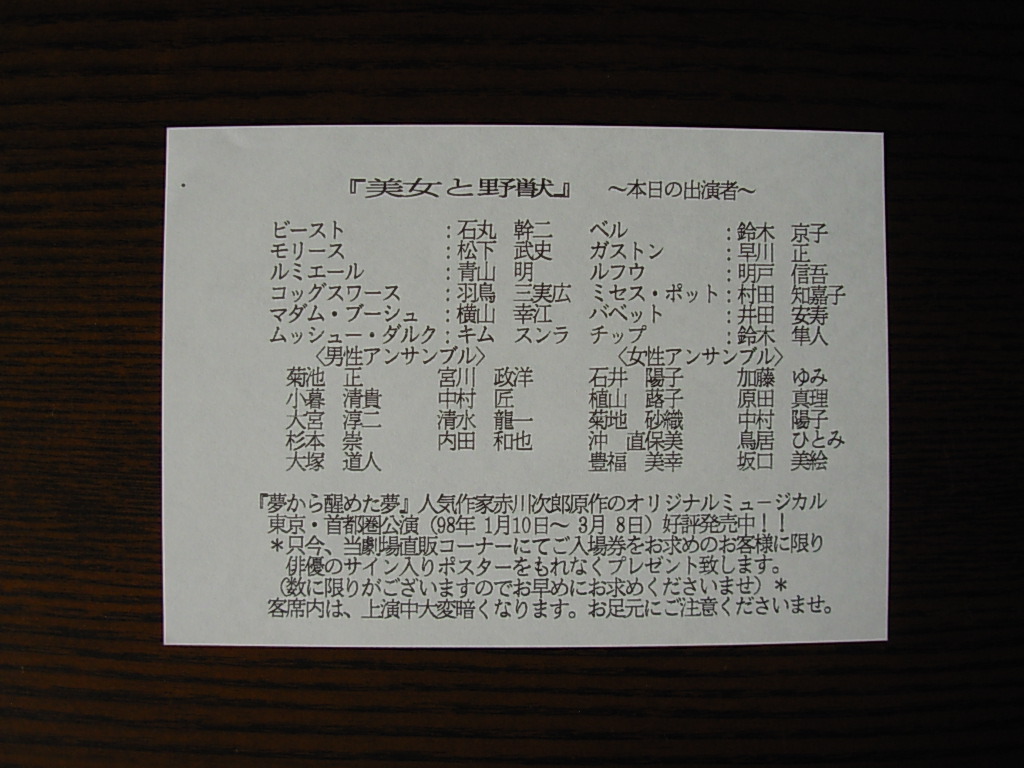 『美女と野獣』　～本日の出演者～
ビースト　：石丸　幹二　ベル　：鈴木　京子
モリース　：松下　武史　ガストン　：早川　正
ルミエール　：青山　明　ルフウ　：明戸　信吾
コッグスワース　：羽鳥　三実広　ミセス・ポット：村田　知嘉子
マダム・ブーシュ　：横山　幸江　バベット　：井田　安寿
ムッシュー・ダルク：キム　スンラ　チップ　：鈴木　隼人
〈男性アンサンブル〉　〈女性アンサンブル〉
菊池　正　宮川　政洋　石井　陽子　加藤　ゆみ
小暮　清貴　中村　匠　植山　蕗子　原田　真理
大宮　淳二　清水　龍一　菊地　砂織　中村　陽子
杉本　崇　内田　和也　沖　直保美　鳥居　ひとみ
大塚　道人　豊福　美幸　坂口　美絵
『夢から醒めた夢』人気作家赤川次郎原作のオリジナルミュージカル
東京・首都圏公演（98年 1月10日～ 3月 8日）好評発売中！！
＊只今、当劇場直販コーナーにてご入場券をお求めのお客様に限り
俳優のサイン入りポスターをもれなくプレゼント致します。
（数に限りがございますのでお早めにお求めくださいませ）＊
客席内は、上演中大変暗くなります。お足元にご注意くださいませ。